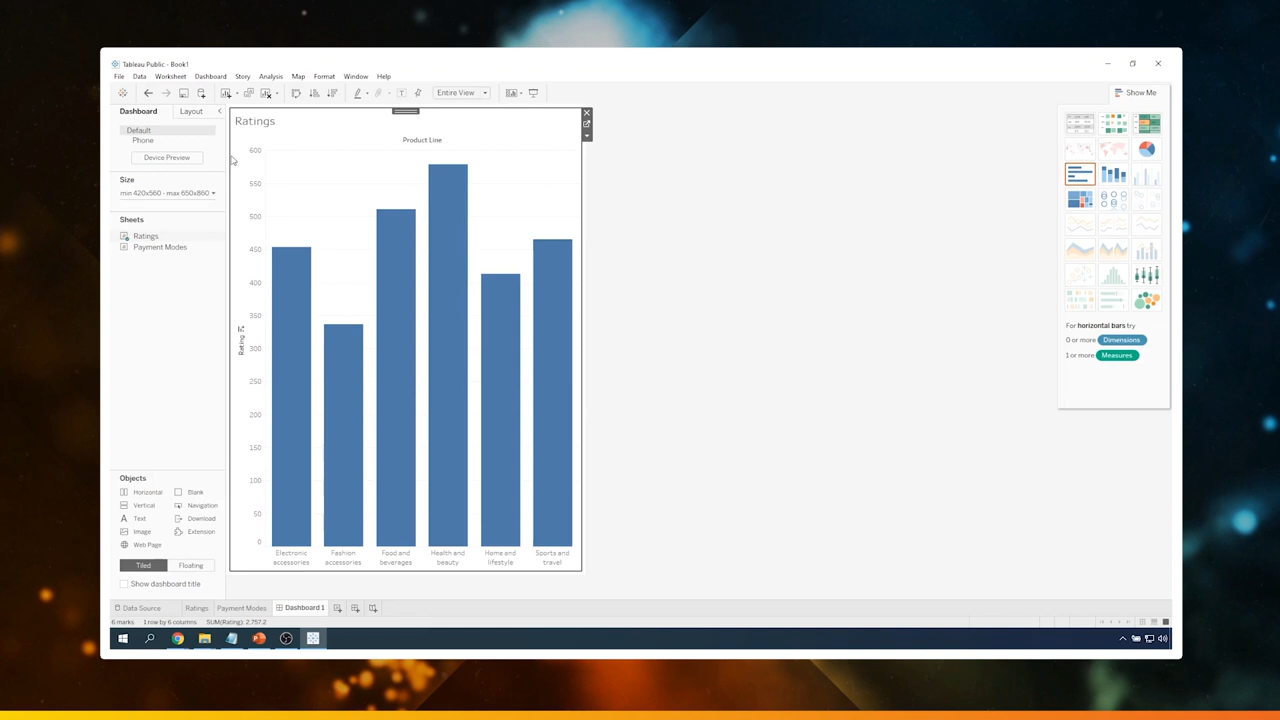 Tableau Public - Book1
File Data Worksheet Dashboard Story Analysis Map Format Window Help
Entire View
Show Me
Dashboard Layout
Default
Phone
Device Preview
Size
min 420x560 - max 650x860
Sheets
Ratings
Payment Modes
Objects
Horizontal Blank
Vertical Navigation
Text Download
Image Extension
Web Page
Tiled Floating
Show dashboard title
Ratings
Product Line
600
550
500
450
400
350
300
250
200
150
100
50
0
Rating
Electronic accessories
Fashion accessories
Food and beverages
Health and beauty
Home and lifestyle
Sports and travel
For horizontal bars try
0 or more Dimensions
1 or more Measures
Data Source Ratings Payment Modes Dashboard 1
6 marks 1 row by 6 columns SUM(Rating): 2,757.2